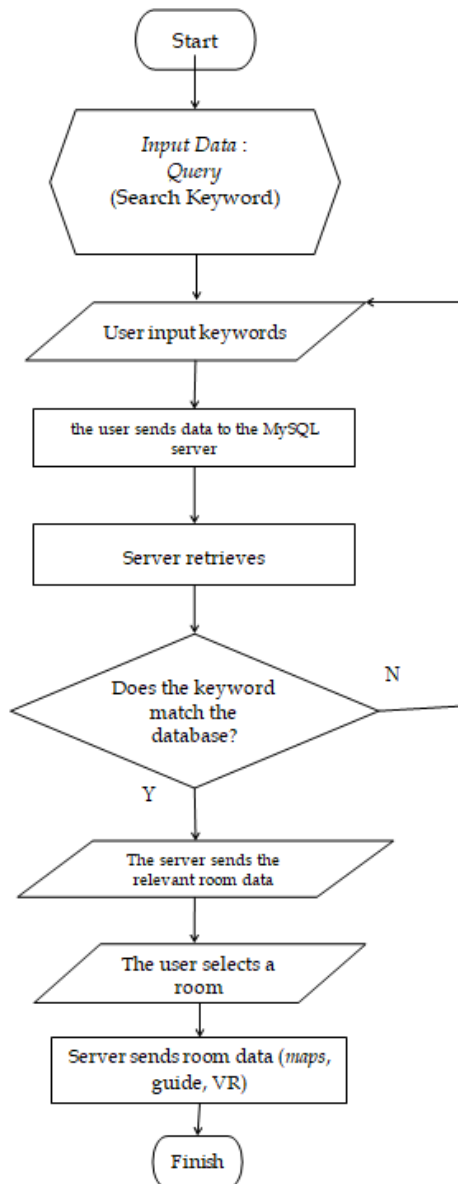 Start
Input Data :
Query
(Search Keyword)
User input keywords
the user sends data to the MySQL
server
Server retrieves
Does the keyword
match the
database?
N
Y
The server sends the
relevant room data
The user selects a
room
Server sends room data (maps,
guide, VR)
Finish